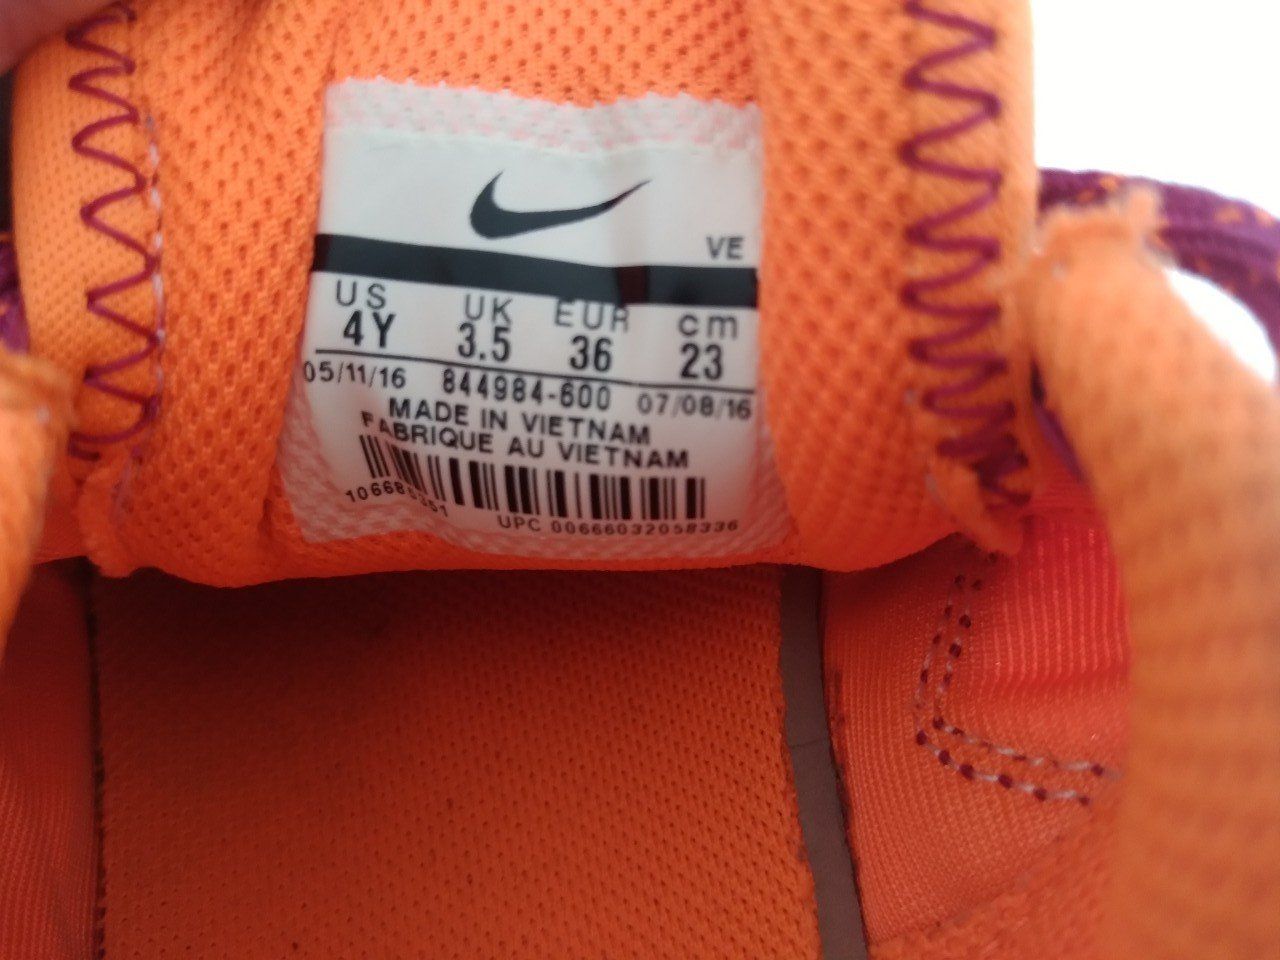 VE
US UK EUR cm
4Y 3.5 36 23
05/11/16 844984-600 07/08/16
MADE IN VIETNAM
FABRIQUE AU VIETNAM
UPC 00666032058336